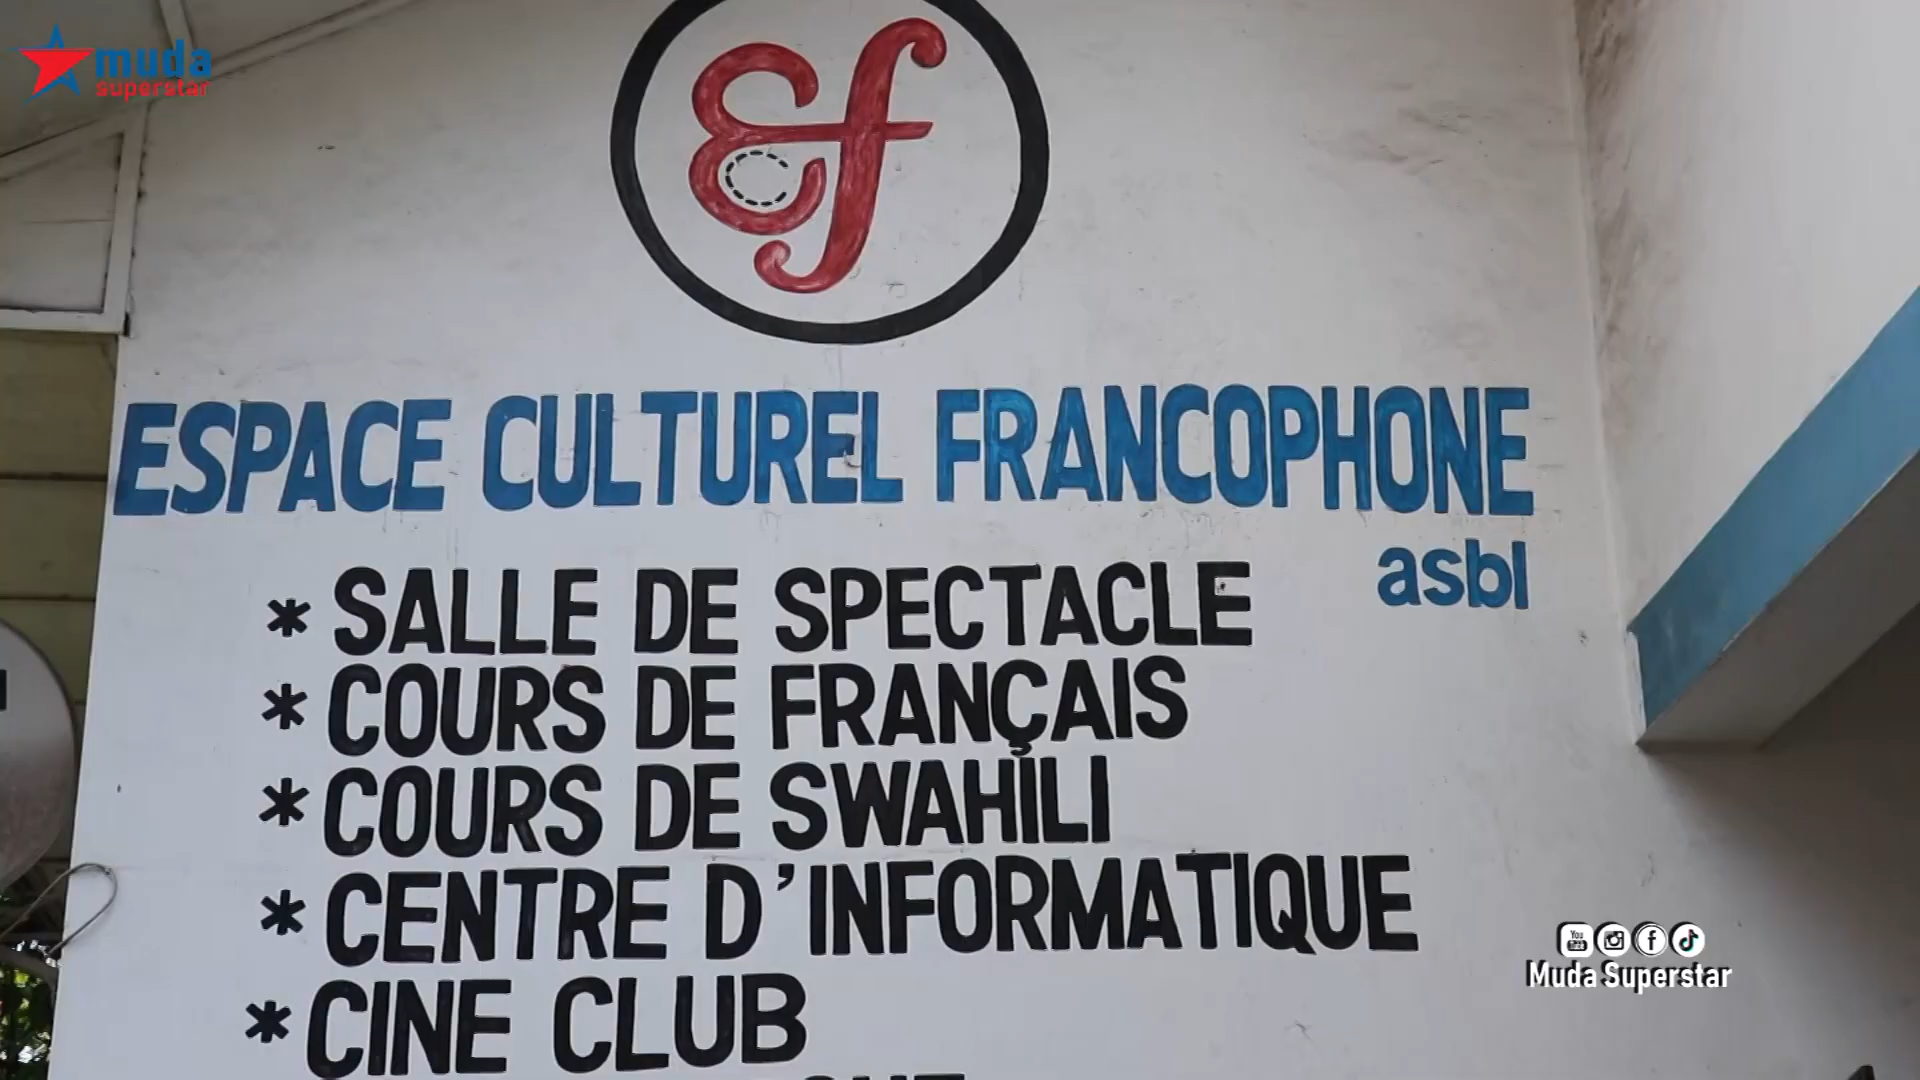 muda
superstar
ESPACE CULTUREL FRANCOPHONE
asbl
* SALLE DE SPECTACLE
* COURS DE FRANÇAIS
* COURS DE SWAHILI
* CENTRE D'INFORMATIQUE
* CINE CLUB
Muda Superstar